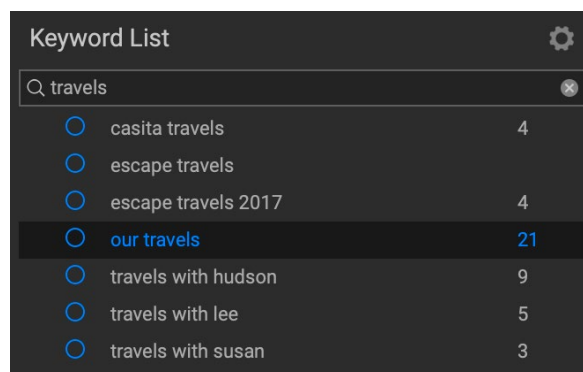 Keyword List
travels
casita travels 4
escape travels
escape travels 2017 4
our travels 21
travels with hudson 9
travels with lee 5
travels with susan 3